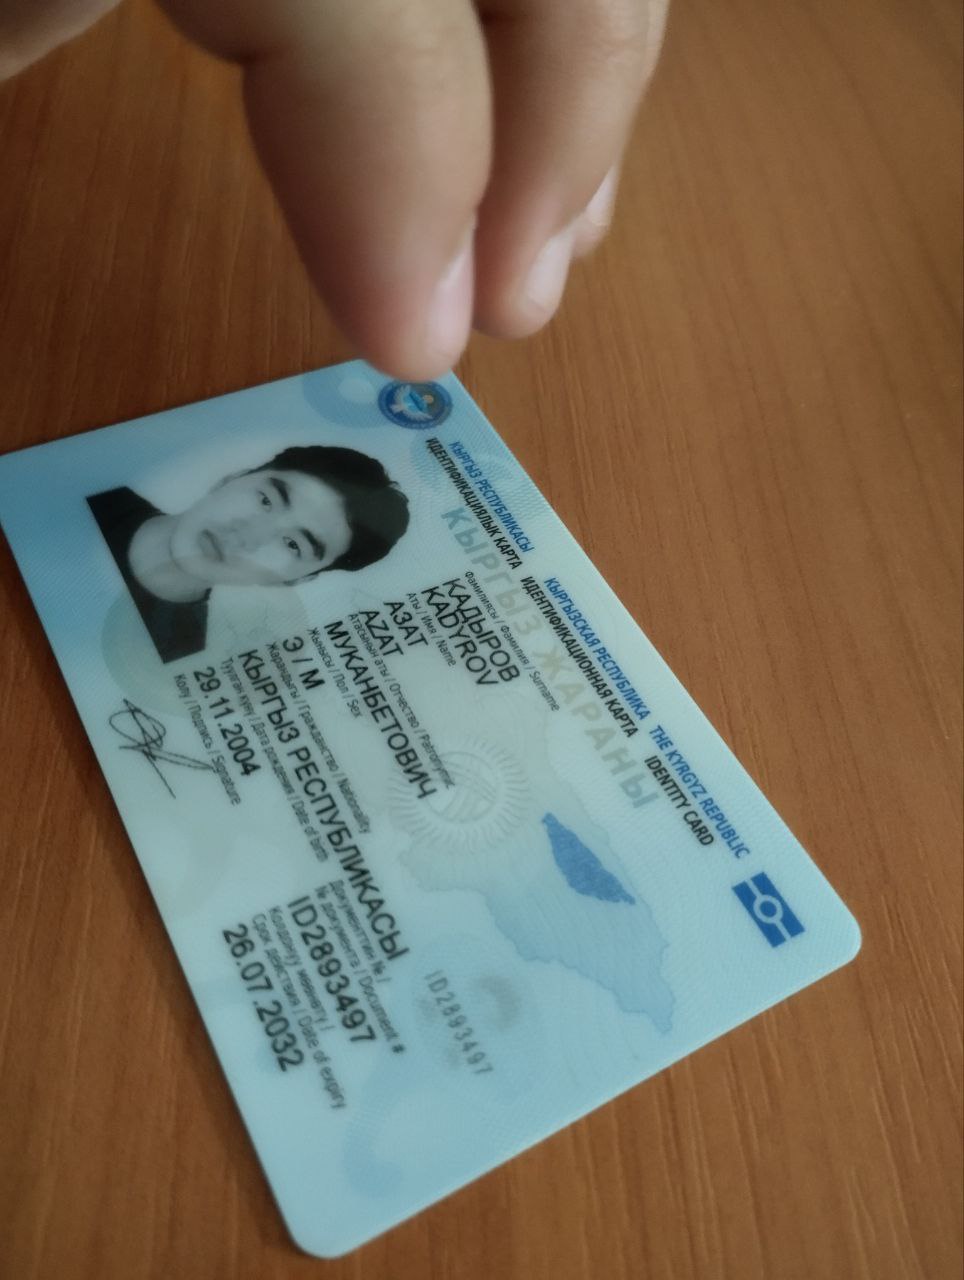 КЫРГЫЗ РЕСПУБЛИКАСЫ КЫРГЫЗСКАЯ РЕСПУБЛИКА THE KYRGYZ REPUBLIC
ИДЕНТИФИКАЦИЯЛЫК КАРТА ИДЕНТИФИКАЦИОННАЯ КАРТА IDENTITY CARD
КЫРГЫЗ ЖАРАНЫ
Фамилиясы / Фамилия / Surname
КАДЫРОВ
KADYROV
Аты / Имя / Name
АЗАТ
AZAT
Атасынын аты / Отчество / Patronymic
МУКАНБЕТОВИЧ
Жынысы / Пол / Sex
Э / М
Жарандыгы / Гражданство / Nationality
КЫРГЫЗ РЕСПУБЛИКАСЫ
Туулган күнү / Дата рождения / Date of birth
29.11.2004
Документтин № /
№ документа / Document #
ID2893497
Колу / Подпись / Signature
Колдонуу мөөнөтү /
Срок действия / Date of expiry
26.07.2032
ID2893497